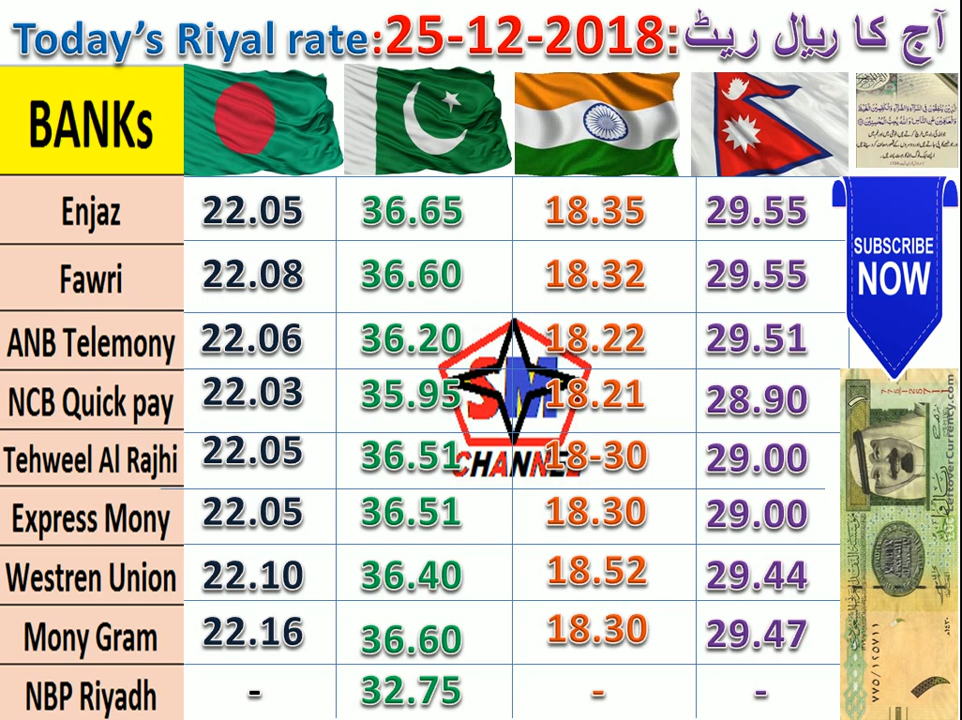 Today's Riyal rate:25-12-2018:آج کا ریال ریٹ
BANKs
Enjaz 22.05 36.65 18.35 29.55
Fawri 22.08 36.60 18.32 29.55
ANB Telemony 22.06 36.20 18.22 29.51
NCB Quick pay 22.03 35.95 18.21 28.90
Tehweel Al Rajhi 22.05 36.51 18-30 29.00
Express Mony 22.05 36.51 18.30 29.00
Westren Union 22.10 36.40 18.52 29.44
Mony Gram 22.16 36.60 18.30 29.47
NBP Riyadh - 32.75 - -
SM
CHANNEL
SUBSCRIBE
NOW
LeftoverCurrency.com
٧٧٥/١٢٥٧١١